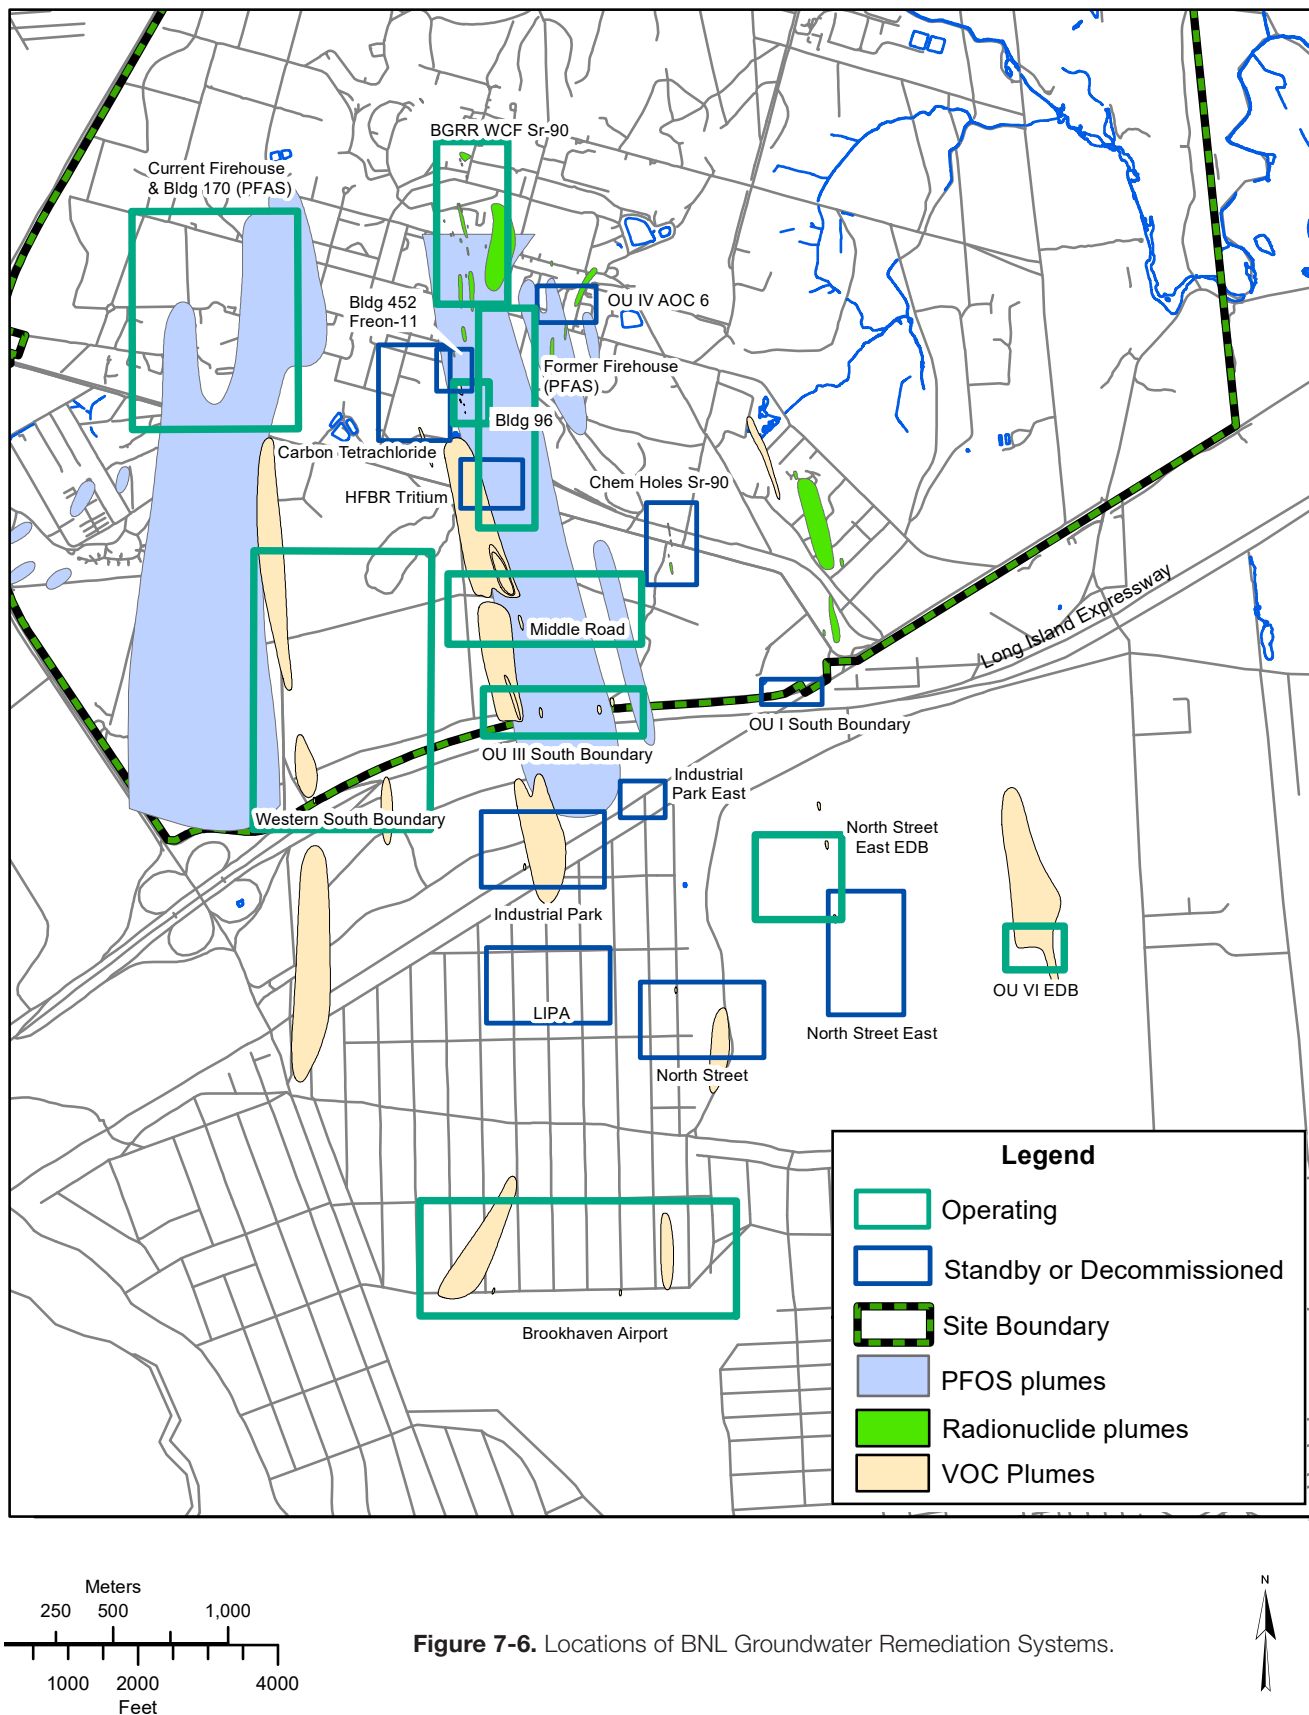 BGRR WCF Sr-90
Current Firehouse
& Bldg 170 (PFAS)
Bldg 452
Freon-11
OU IV AOC 6
Former Firehouse
(PFAS)
Bldg 96
Carbon Tetrachloride
HFBR Tritium
Chem Holes Sr-90
Middle Road
Long Island Expressway
OU I South Boundary
OU III South Boundary
Industrial
Park East
Western South Boundary
North Street
East EDB
Industrial Park
OU VI EDB
LIPA
North Street East
North Street
Brookhaven Airport
Legend
Operating
Standby or Decommissioned
Site Boundary
PFOS plumes
Radionuclide plumes
VOC Plumes
Meters
250 500 1,000
1000 2000 4000
Feet
Figure 7-6. Locations of BNL Groundwater Remediation Systems.
N